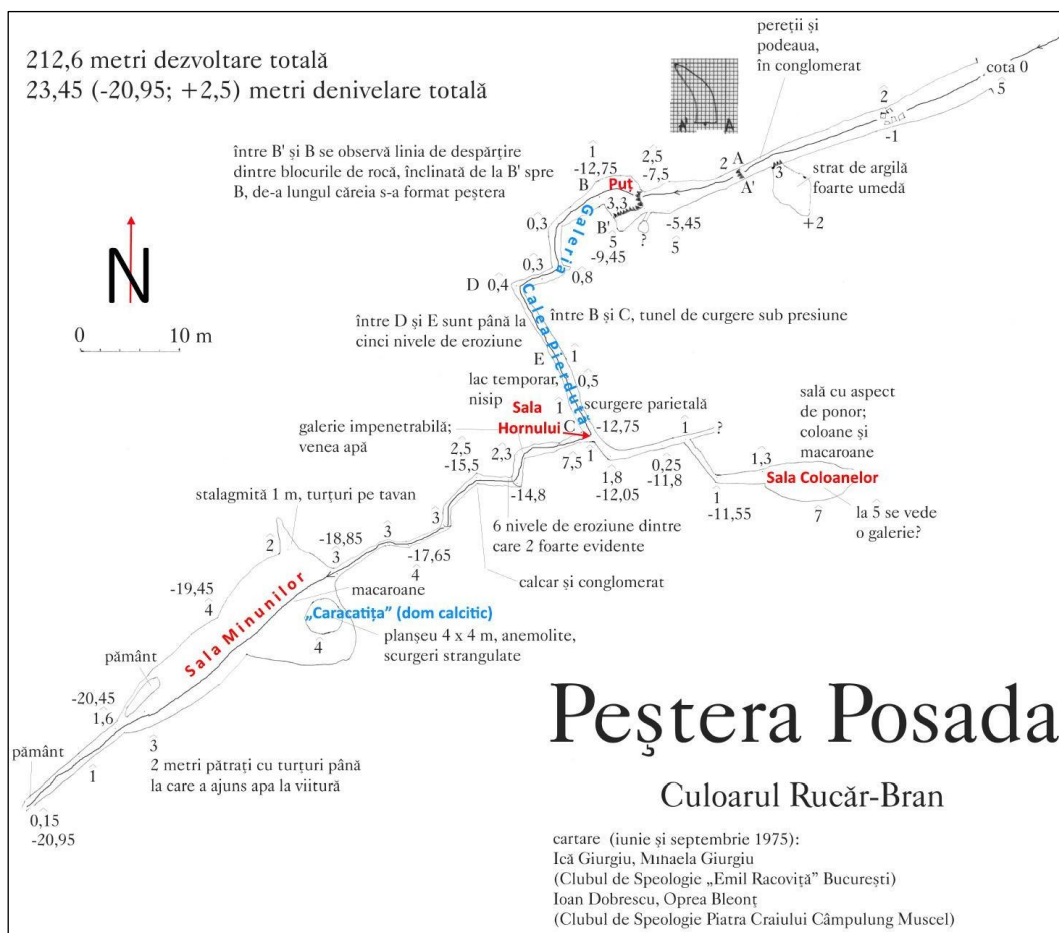 212,6 metri dezvoltare totală
23,45 (-20,95; +2,5) metri denivelare totală
pereții și
podeaua,
în conglomerat
cota 0
5
2
-1
A' A
între B' și B se observă linia de despărțire
dintre blocurile de rocă, înclinată de la B' spre
B, de-a lungul căreia s-a format peștera
1
-12,75
2,5
-7,5
2 A
A'
3
strat de argilă
foarte umedă
+2
B
Puț
3,3
B'
5
-9,45
?
-5,45
5
0,3
Galeria
N
0,3
0,8
D 0,4
0 10 m
între D și E sunt până la
cinci nivele de eroziune
Calea Pierdută
între B și C, tunel de curgere sub presiune
E
1
0,5
lac temporar,
nisip
1
scurgere parietală
sală cu aspect
de ponor;
coloane și
macaroane
Sala
Hornului
C
-12,75
galerie impenetrabilă;
venea apă
1
?
2,5
-15,5
2,3
7,5
1
1,8
-12,05
0,25
-11,8
1,3
Sala Coloanelor
1
-11,55
7
la 5 se vede
o galerie?
-14,8
stalagmită 1 m, turțuri pe tavan
6 nivele de eroziune dintre
care 2 foarte evidente
calcar și conglomerat
2
-18,85
3
3
3
-17,65
4
macaroane
-19,45
4
Sala Minunilor
„Caracatița” (dom calcitic)
planșeu 4 x 4 m, anemolite,
scurgeri strangulate
4
pământ
-20,45
1,6
pământ
3
1
2 metri pătrați cu turțuri până
la care a ajuns apa la viitură
0,15
-20,95
Peștera Posada
Culoarul Rucăr-Bran
cartare (iunie și septembrie 1975):
Ică Giurgiu, Mihaela Giurgiu
(Clubul de Speologie „Emil Racoviță” București)
Ioan Dobrescu, Oprea Bleonț
(Clubul de Speologie Piatra Craiului Câmpulung Muscel)